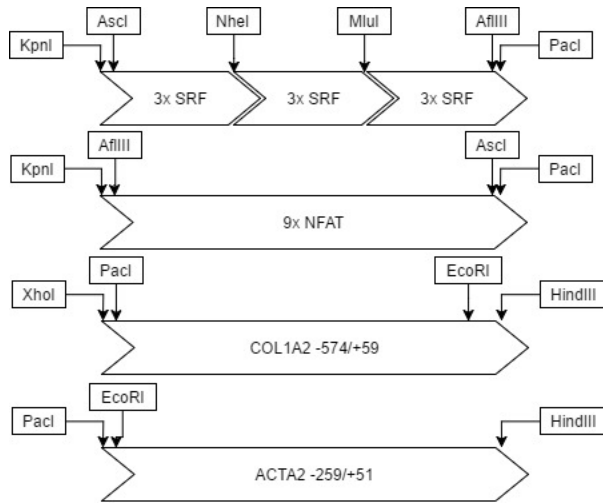 AscI NheI MluI AflIII
KpnI PacI
3x SRF 3x SRF 3x SRF
AflIII AscI
KpnI PacI
9x NFAT
PacI EcoRI
XhoI HindIII
COL1A2 -574/+59
EcoRI
PacI HindIII
ACTA2 -259/+51